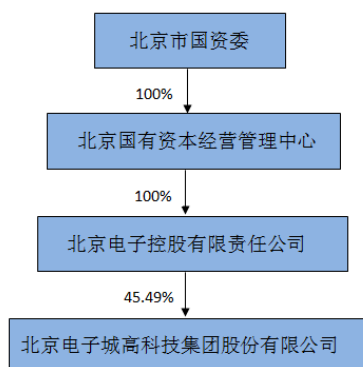 北京市国资委
100%
北京国有资本经营管理中心
100%
北京电子控股有限责任公司
45.49%
北京电子城高科技集团股份有限公司